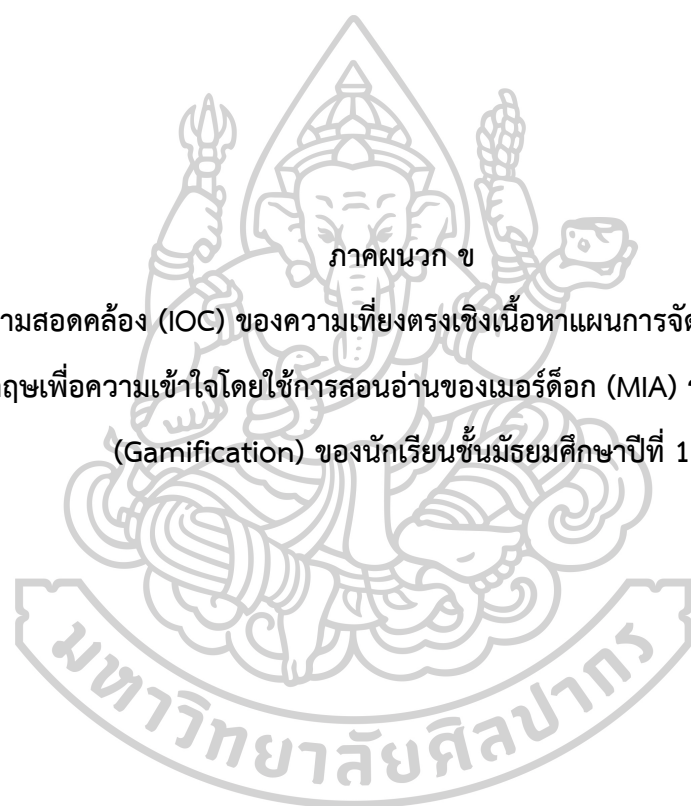 ภาคผนวก ข
ามสอดคล้อง (IOC) ของความเที่ยงตรงเชิงเนื้อหาแผนการจัด
ฤษเพื่อความเข้าใจโดยใช้การสอนอ่านของเมอร์ด็อก (MIA)
(Gamification) ของนักเรียนชั้นมัธยมศึกษาปีที่ 1
มหาวิทยาลัยศิลปากร